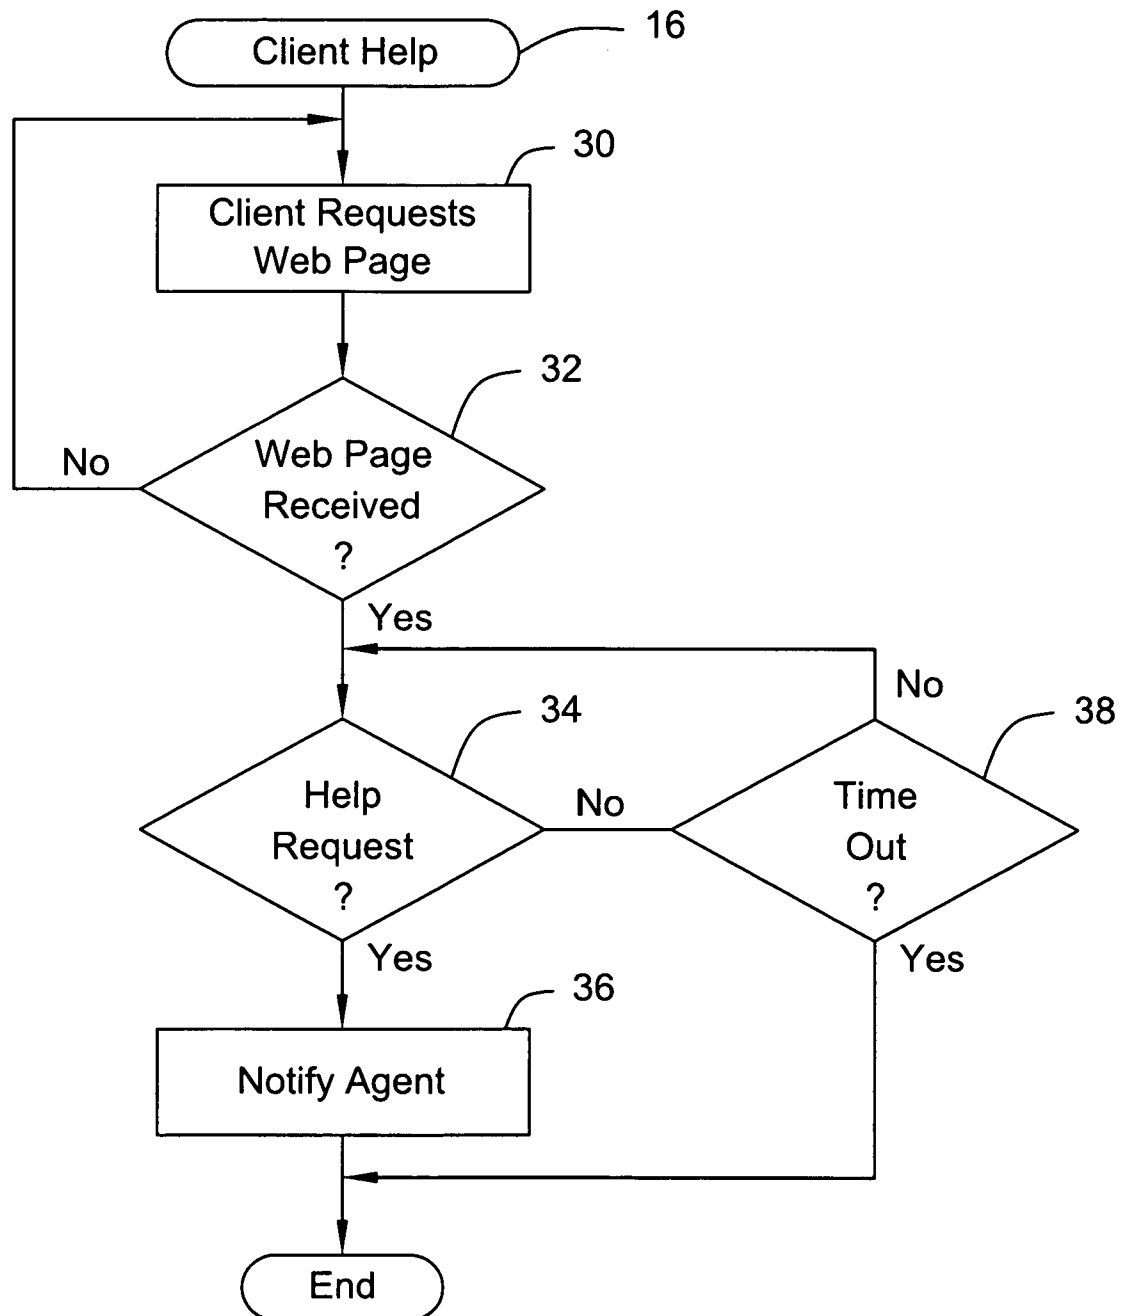 Client Help
16
30
Client Requests
Web Page
32
Web Page
Received
?
No
Yes
No
34
38
Help
Request
?
No
Time
Out
?
Yes
Yes
36
Notify Agent
End